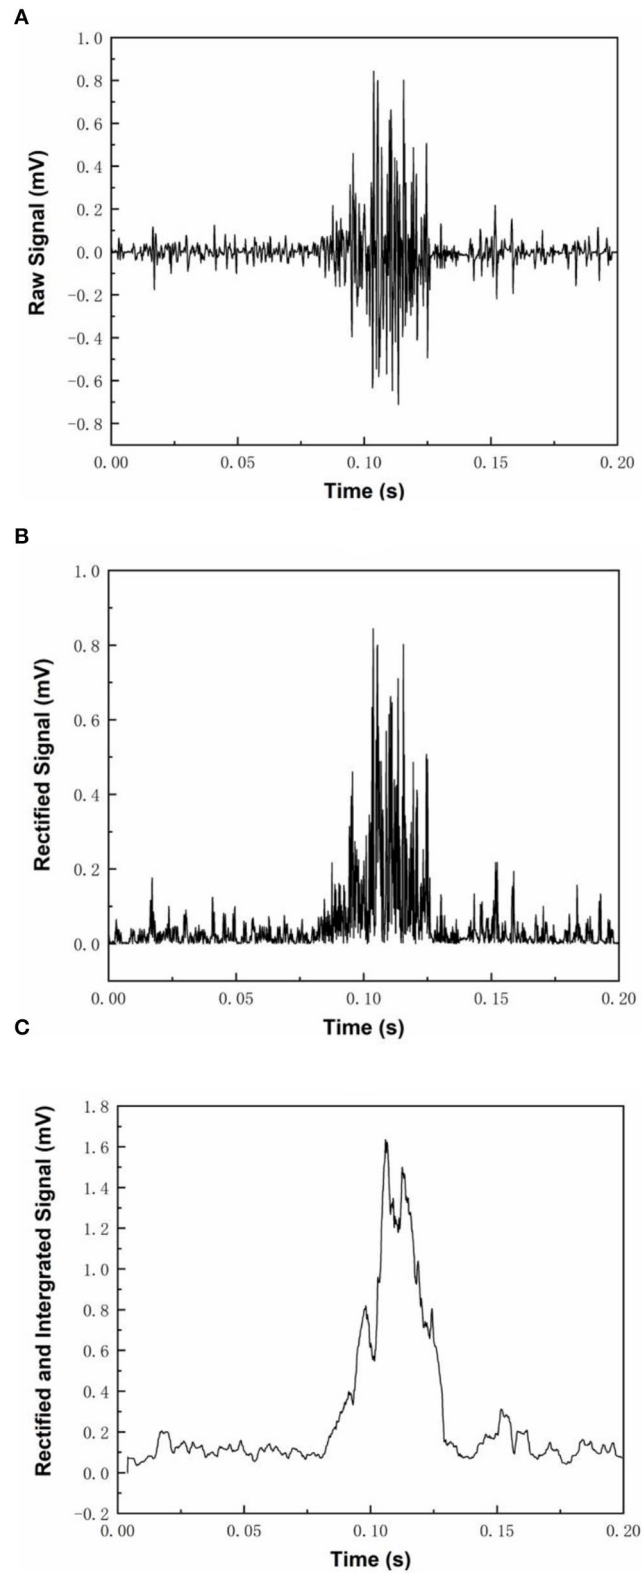 A
1.0
0.8
0.6
0.4
0.2
0.0
-0.2
-0.4
-0.6
-0.8
Raw Signal (mV)
0.00 0.05 0.10 0.15 0.20
Time (s)
B
1.0
0.8
0.6
0.4
0.2
0.0
Rectified Signal (mV)
0.00 0.05 0.10 0.15 0.20
Time (s)
C
1.8
1.6
1.4
1.2
1.0
0.8
0.6
0.4
0.2
0.0
-0.2
Rectified and Intergrated Signal (mV)
0.00 0.05 0.10 0.15 0.20
Time (s)